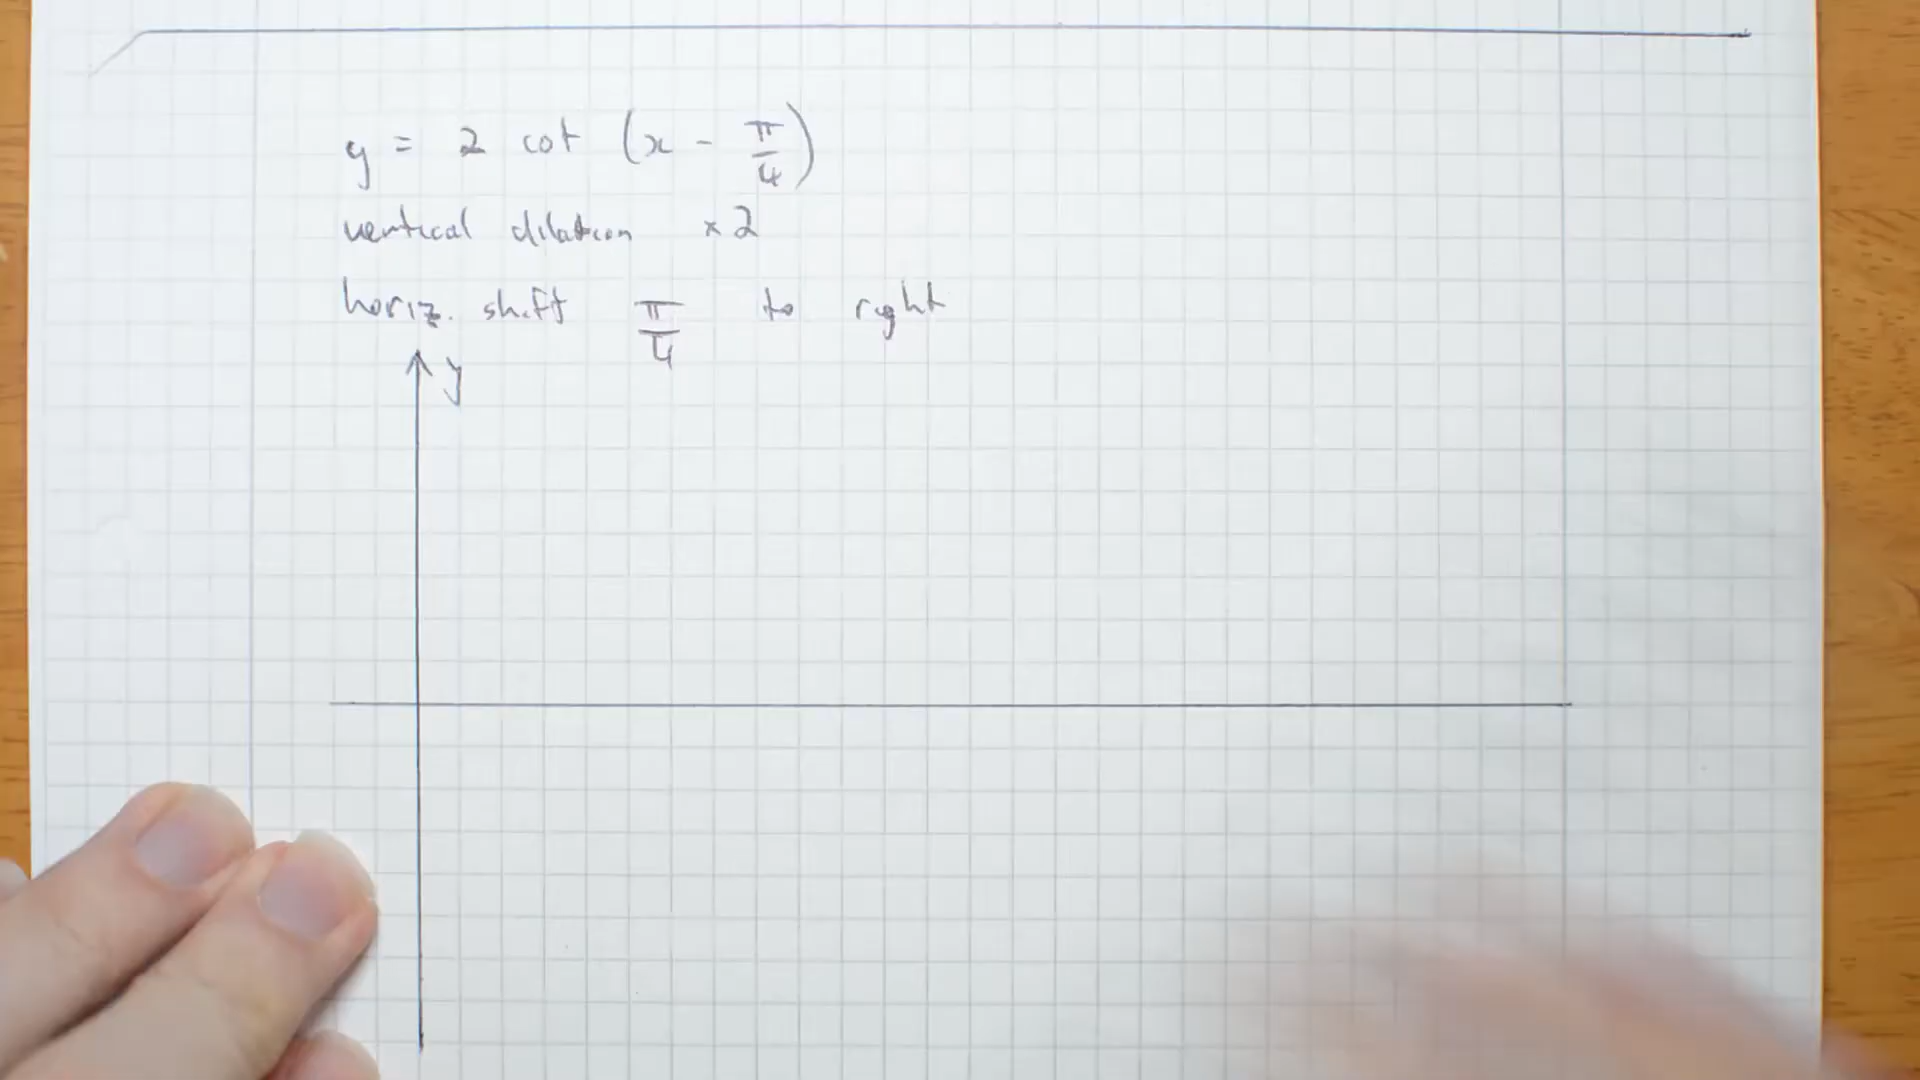 y = 2 cot (x - π/4)
vertical dilation ×2
horiz. shift π/4 to right
y